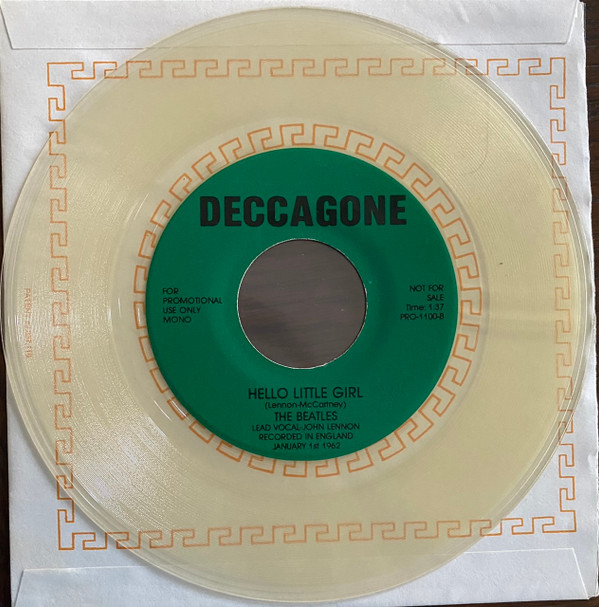 DECCAGONE
FOR
PROMOTIONAL
USE ONLY
MONO
NOT FOR
SALE
Time: 1:37
PRO-1100-B
HELLO LITTLE GIRL
(Lennon-McCartney)
THE BEATLES
LEAD VOCAL-JOHN LENNON
RECORDED IN ENGLAND
JANUARY 1st 1962